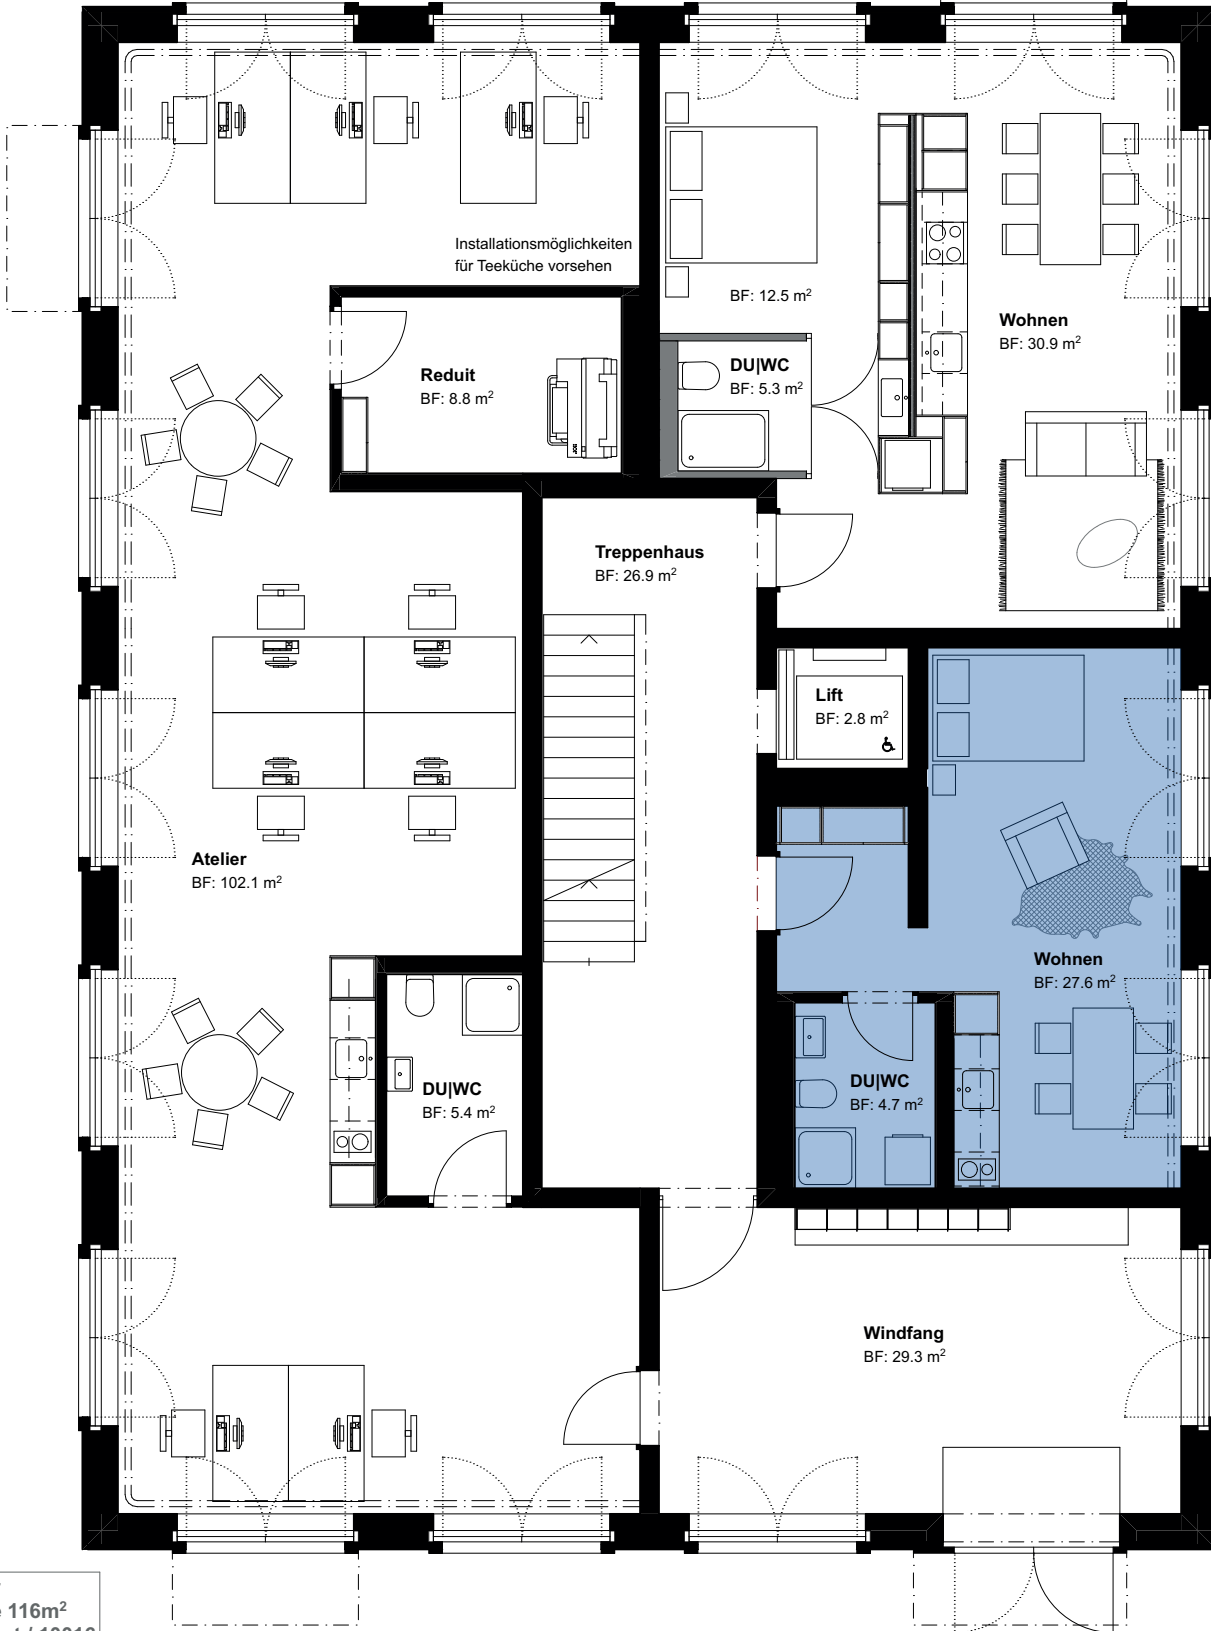 Installationsmöglichkeiten
für Teeküche vorsehen
BF: 12.5 m²
Wohnen
BF: 30.9 m²
DU|WC
BF: 5.3 m²
Reduit
BF: 8.8 m²
Treppenhaus
BF: 26.9 m²
Lift
BF: 2.8 m²
Atelier
BF: 102.1 m²
Wohnen
BF: 27.6 m²
DU|WC
BF: 4.7 m²
DU|WC
BF: 5.4 m²
Windfang
BF: 29.3 m²
116m²